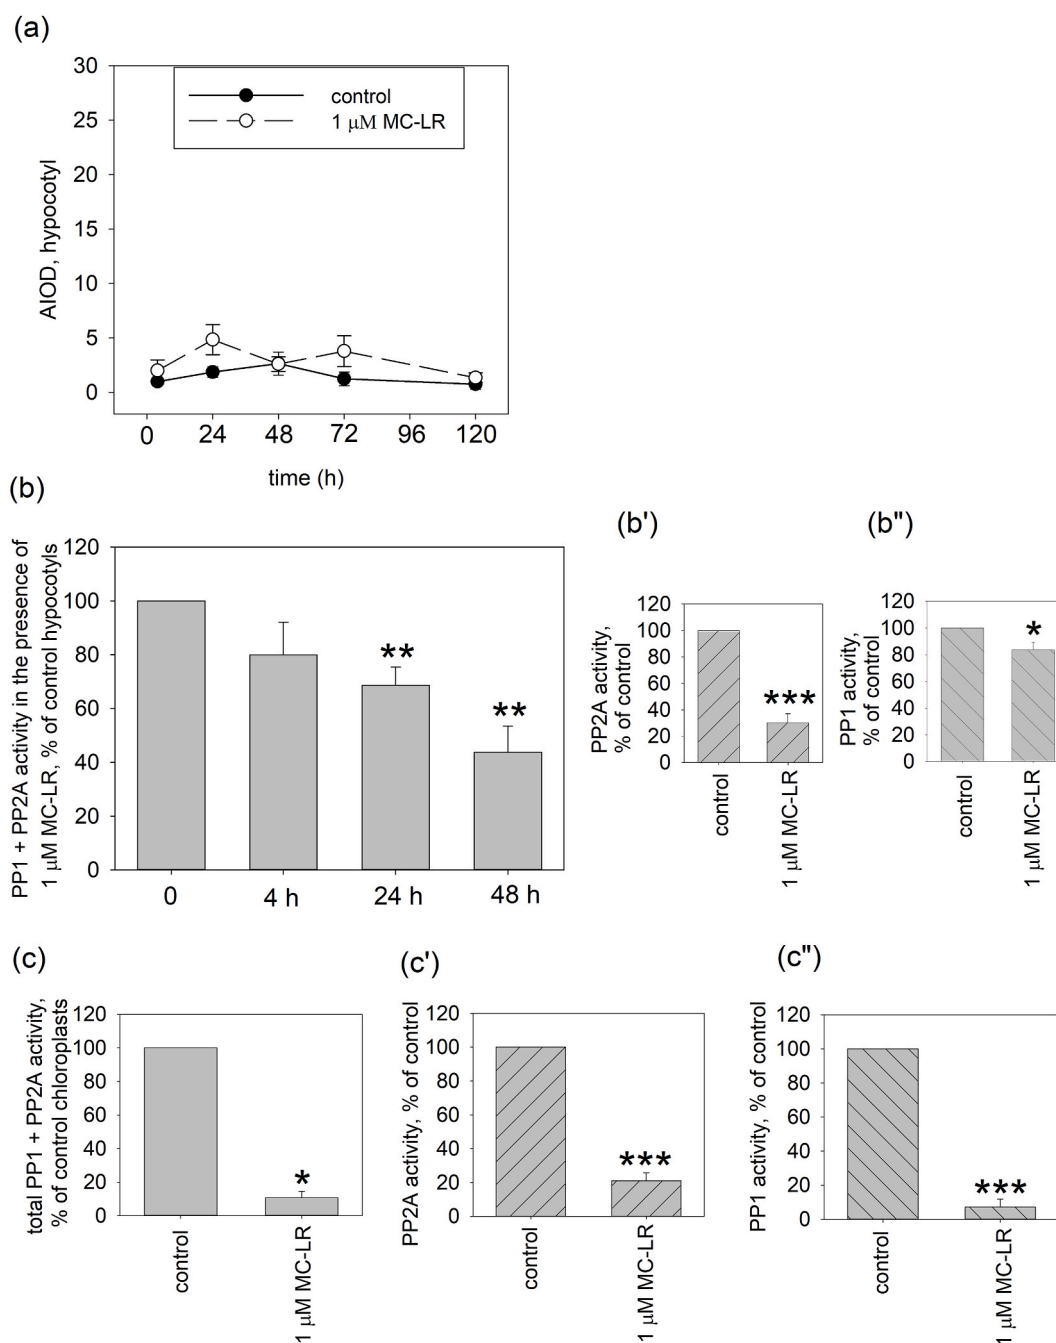 (a)
30
25
20
15
10
5
0
AIOD, hypocotyl
control
1 μM MC-LR
0 24 48 72 96 120
time (h)
(b)
PP1 + PP2A activity in the presence of
1 μM MC-LR, % of control hypocotyls
120
100
80
60
40
20
0
**
**
0 4 h 24 h 48 h
(b')
PP2A activity,
% of control
120
100
80
60
40
20
0
***
control
1 μM MC-LR
(b")
PP1 activity,
% of control
120
100
80
60
40
20
0
*
control
1 μM MC-LR
(c)
total PP1 + PP2A activity,
% of control chloroplasts
120
100
80
60
40
20
0
*
control
1 μM MC-LR
(c')
PP2A activity, % of control
120
100
80
60
40
20
0
***
control
1 μM MC-LR
(c")
PP1 activity, % of control
120
100
80
60
40
20
0
***
control
1 μM MC-LR